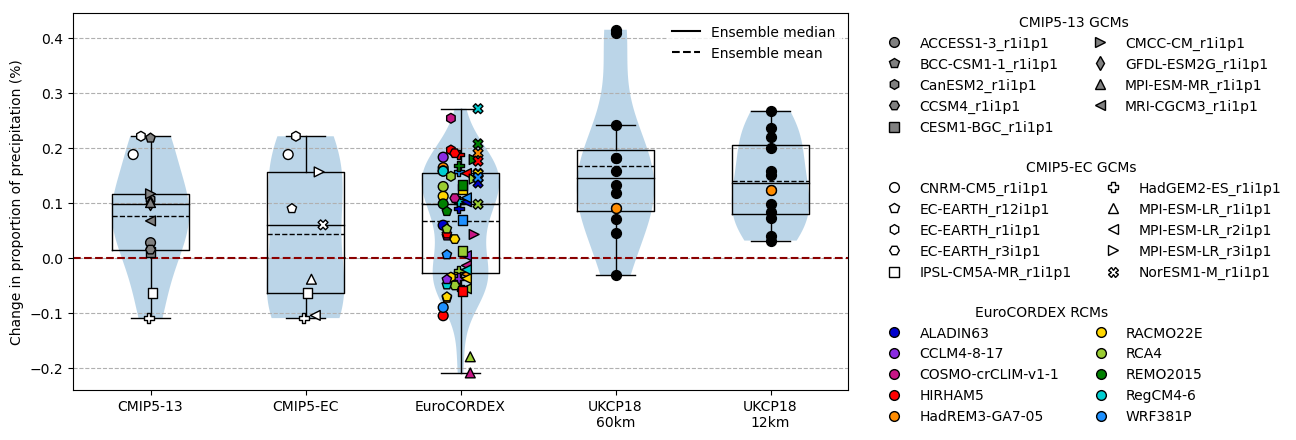 Change in proportion of precipitation (%)
0.4
0.3
0.2
0.1
0.0
−0.1
−0.2
Ensemble median
Ensemble mean
CMIP5-13
CMIP5-EC
EuroCORDEX
UKCP18
60km
UKCP18
12km
CMIP5-13 GCMs
ACCESS1-3_r1i1p1
BCC-CSM1-1_r1i1p1
CanESM2_r1i1p1
CCSM4_r1i1p1
CESM1-BGC_r1i1p1
CMCC-CM_r1i1p1
GFDL-ESM2G_r1i1p1
MPI-ESM-MR_r1i1p1
MRI-CGCM3_r1i1p1
CMIP5-EC GCMs
CNRM-CM5_r1i1p1
EC-EARTH_r12i1p1
EC-EARTH_r1i1p1
EC-EARTH_r3i1p1
IPSL-CM5A-MR_r1i1p1
HadGEM2-ES_r1i1p1
MPI-ESM-LR_r1i1p1
MPI-ESM-LR_r2i1p1
MPI-ESM-LR_r3i1p1
NorESM1-M_r1i1p1
EuroCORDEX RCMs
ALADIN63
CCLM4-8-17
COSMO-crCLIM-v1-1
HIRHAM5
HadREM3-GA7-05
RACMO22E
RCA4
REMO2015
RegCM4-6
WRF381P